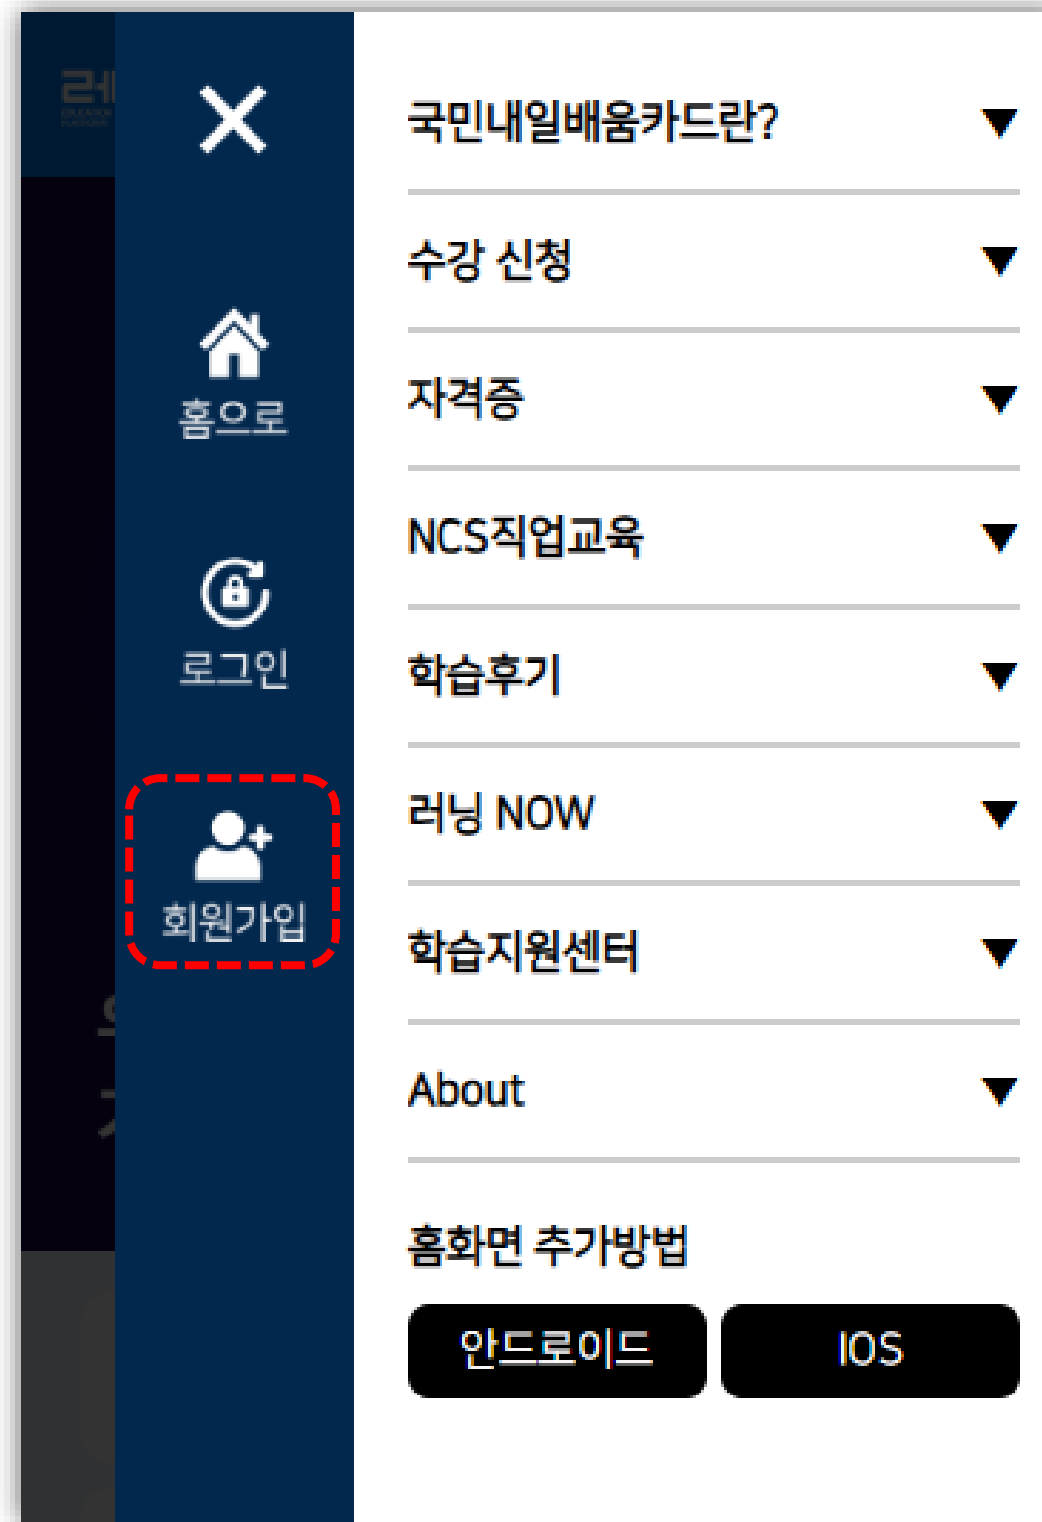 홈으로
로그인
회원가입
국민내일배움카드란?
수강 신청
자격증
NCS직업교육
학습후기
러닝 NOW
학습지원센터
About
홈화면 추가방법
안드로이드
IOS